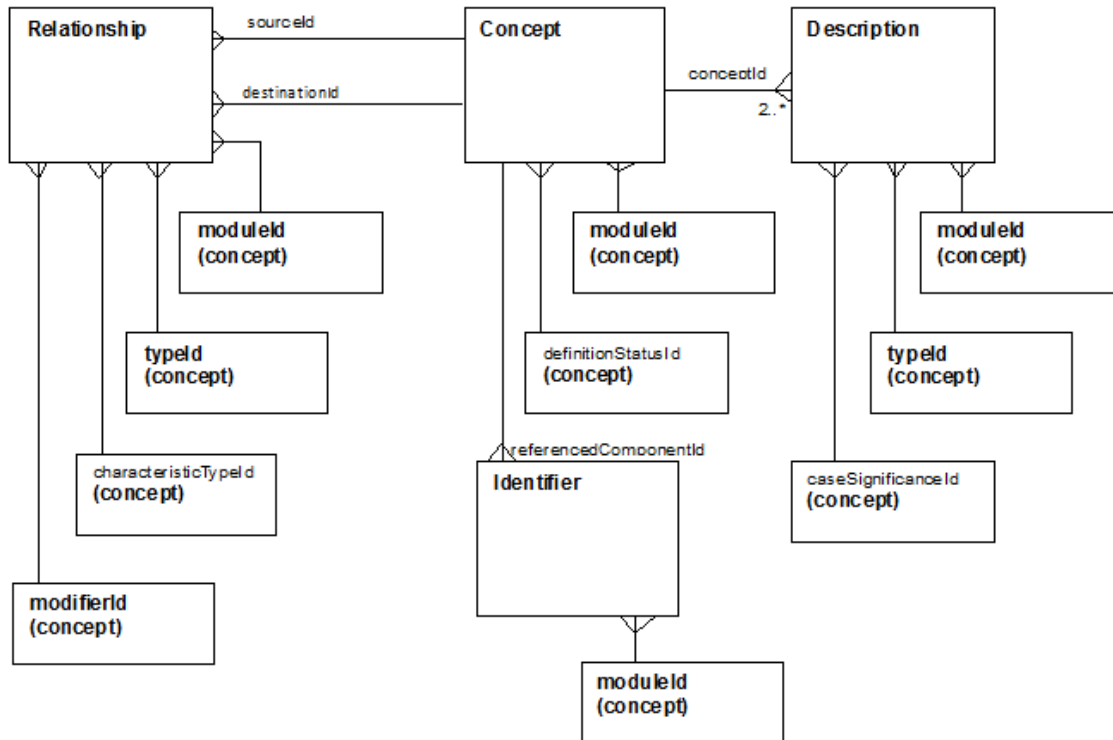 Relationship
sourceId
Concept
Description
conceptId
destinationId
2..*
moduleId
(concept)
moduleId
(concept)
moduleId
(concept)
typeId
(concept)
definitionStatusId
(concept)
typeId
(concept)
referencedComponentId
characteristicTypeId
(concept)
Identifier
caseSignificanceId
(concept)
modifierId
(concept)
moduleId
(concept)